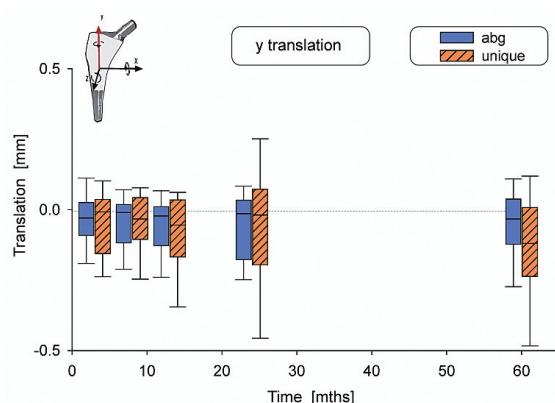 y
x
z
y translation
abg
unique
Translation [mm]
0.5
0.0
-0.5
0 10 20 30 40 50 60
Time [mths]